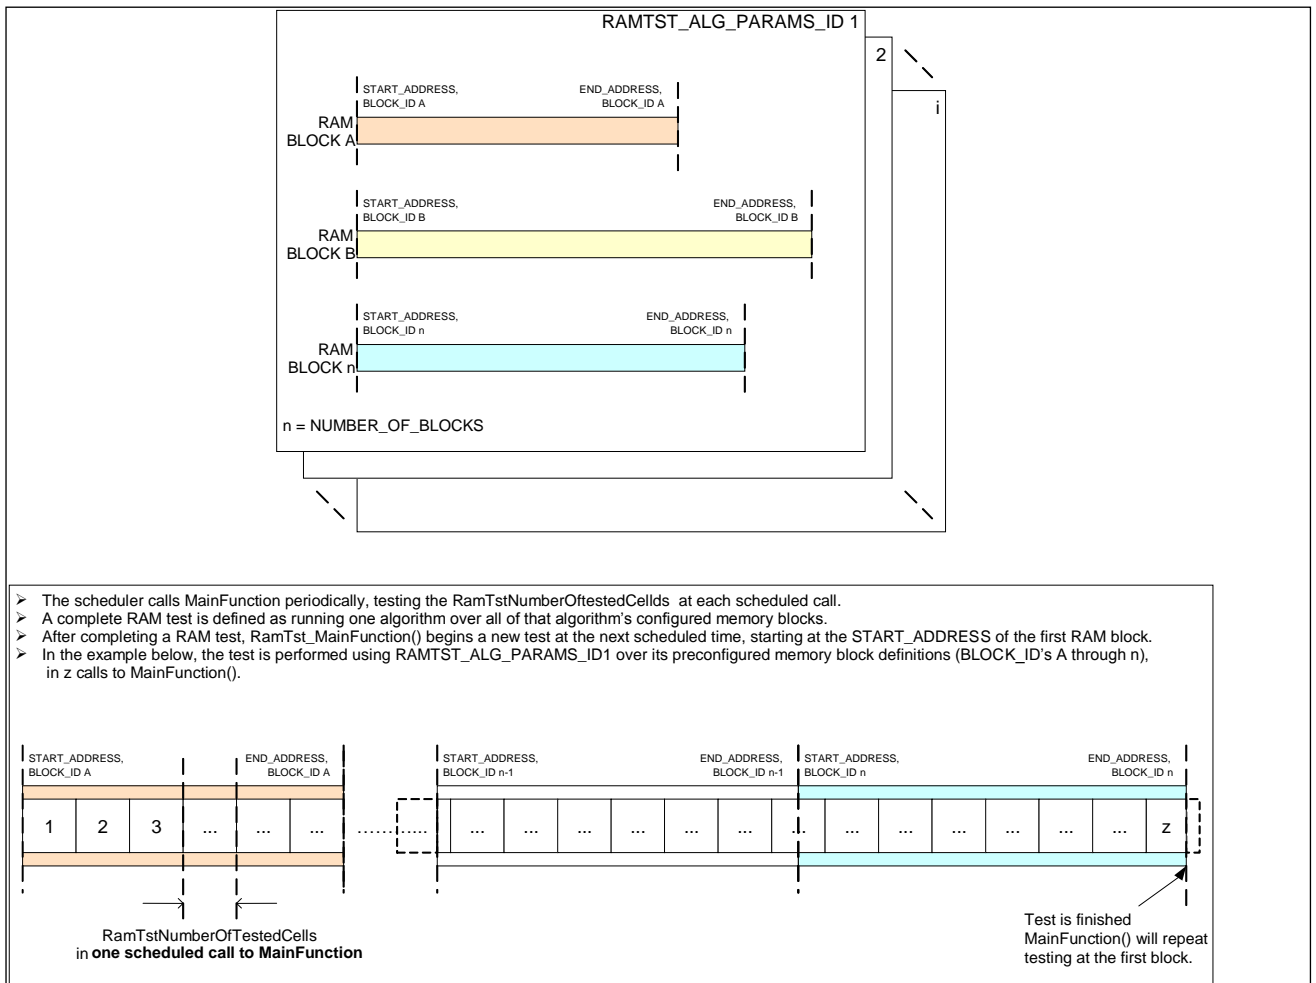 RAMTST_ALG_PARAMS_ID 1
2
i
START_ADDRESS,
BLOCK_ID A
END_ADDRESS,
BLOCK_ID A
RAM
BLOCK A
START_ADDRESS,
BLOCK_ID B
END_ADDRESS,
BLOCK_ID B
RAM
BLOCK B
START_ADDRESS,
BLOCK_ID n
END_ADDRESS,
BLOCK_ID n
RAM
BLOCK n
n = NUMBER_OF_BLOCKS
➢ The scheduler calls MainFunction periodically, testing the RamTstNumberOftestedCellds at each scheduled call.
➢ A complete RAM test is defined as running one algorithm over all of that algorithm's configured memory blocks.
➢ After completing a RAM test, RamTst_MainFunction() begins a new test at the next scheduled time, starting at the START_ADDRESS of the first RAM block.
➢ In the example below, the test is performed using RAMTST_ALG_PARAMS_ID1 over its preconfigured memory block definitions (BLOCK_ID's A through n),
in z calls to MainFunction().
START_ADDRESS,
BLOCK_ID A
END_ADDRESS,
BLOCK_ID A
START_ADDRESS,
BLOCK_ID n-1
END_ADDRESS,
BLOCK_ID n-1
START_ADDRESS,
BLOCK_ID n
END_ADDRESS,
BLOCK_ID n
1 2 3 ... ... ... ............ ... ... ... ... ... ... ... ... ... ... ... ... ... z
RamTstNumberOfTestedCells
in one scheduled call to MainFunction
Test is finished
MainFunction() will repeat
testing at the first block.